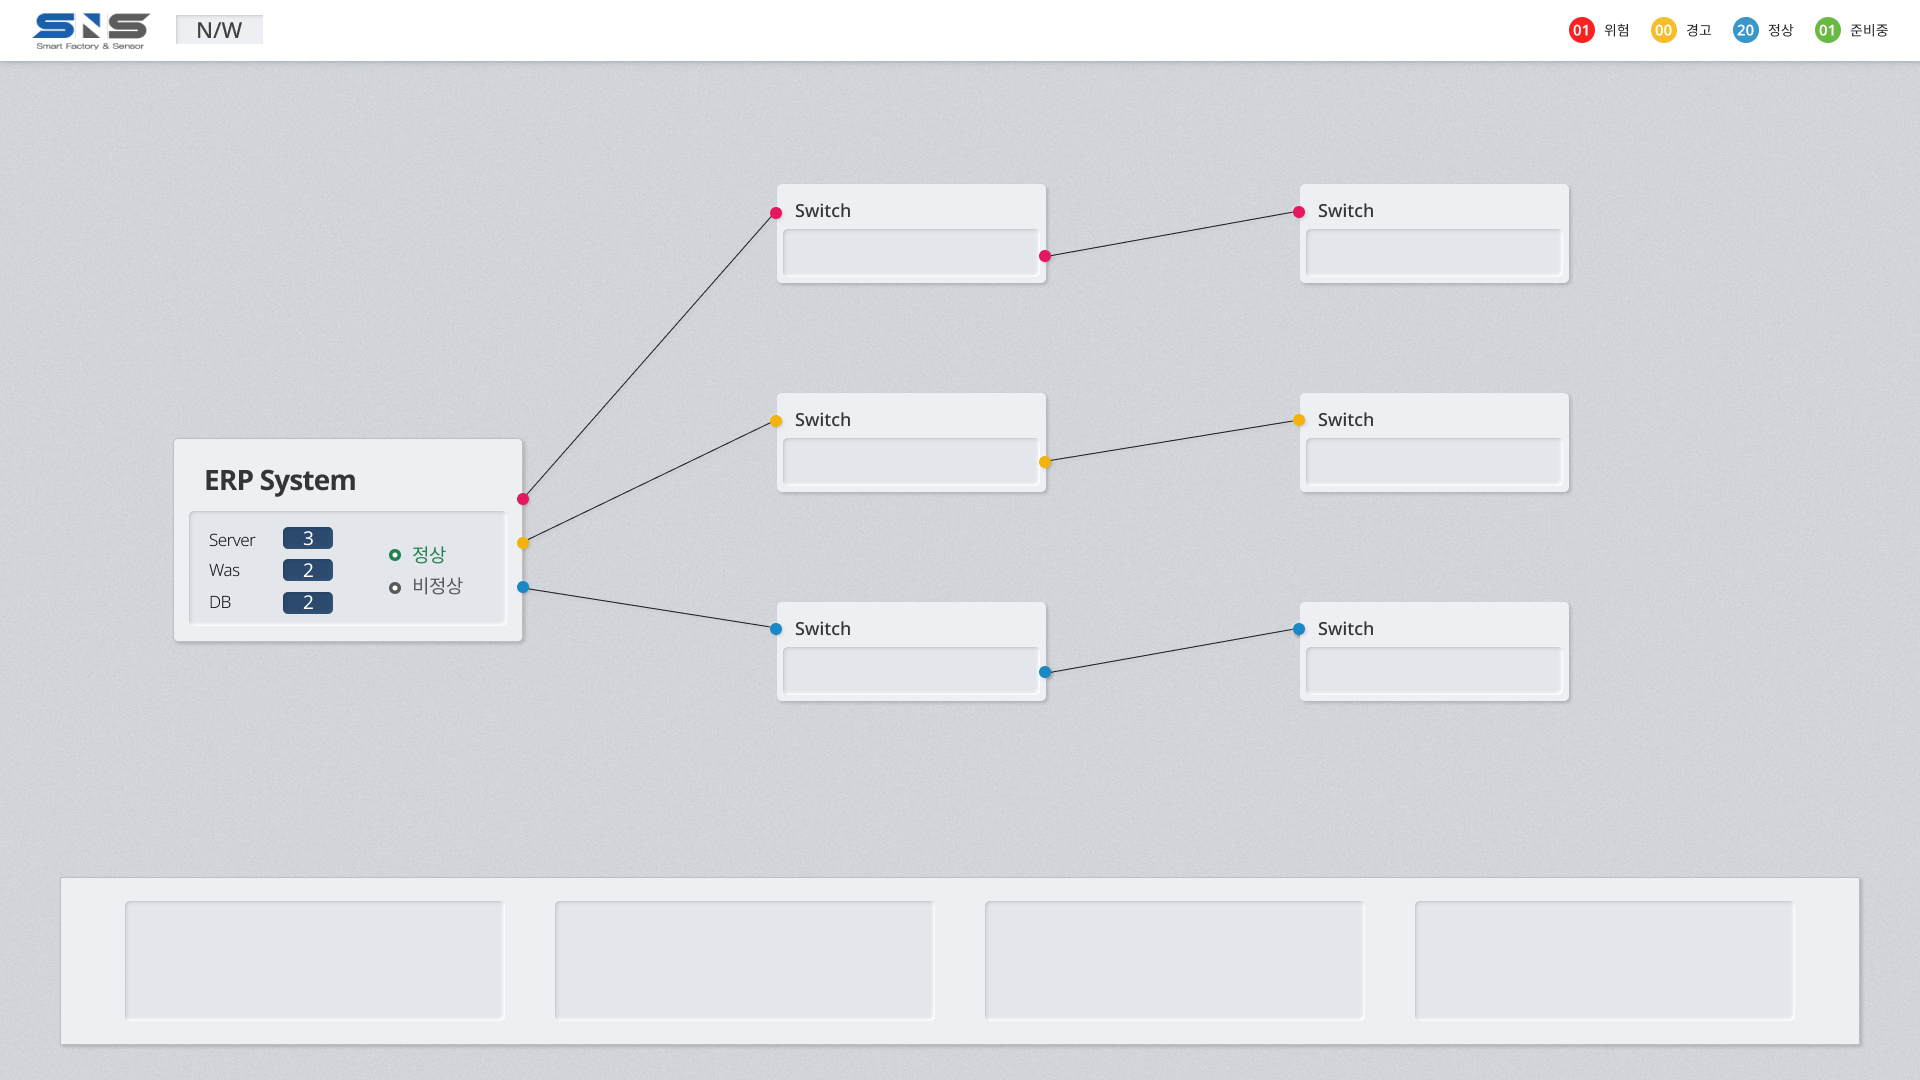 SNS
Smart Factory & Sensor
N/W
01 위험 00 경고 20 정상 01 준비중
Switch
Switch
Switch
Switch
ERP System
Server 3
Was 2
DB 2
정상
비정상
Switch
Switch